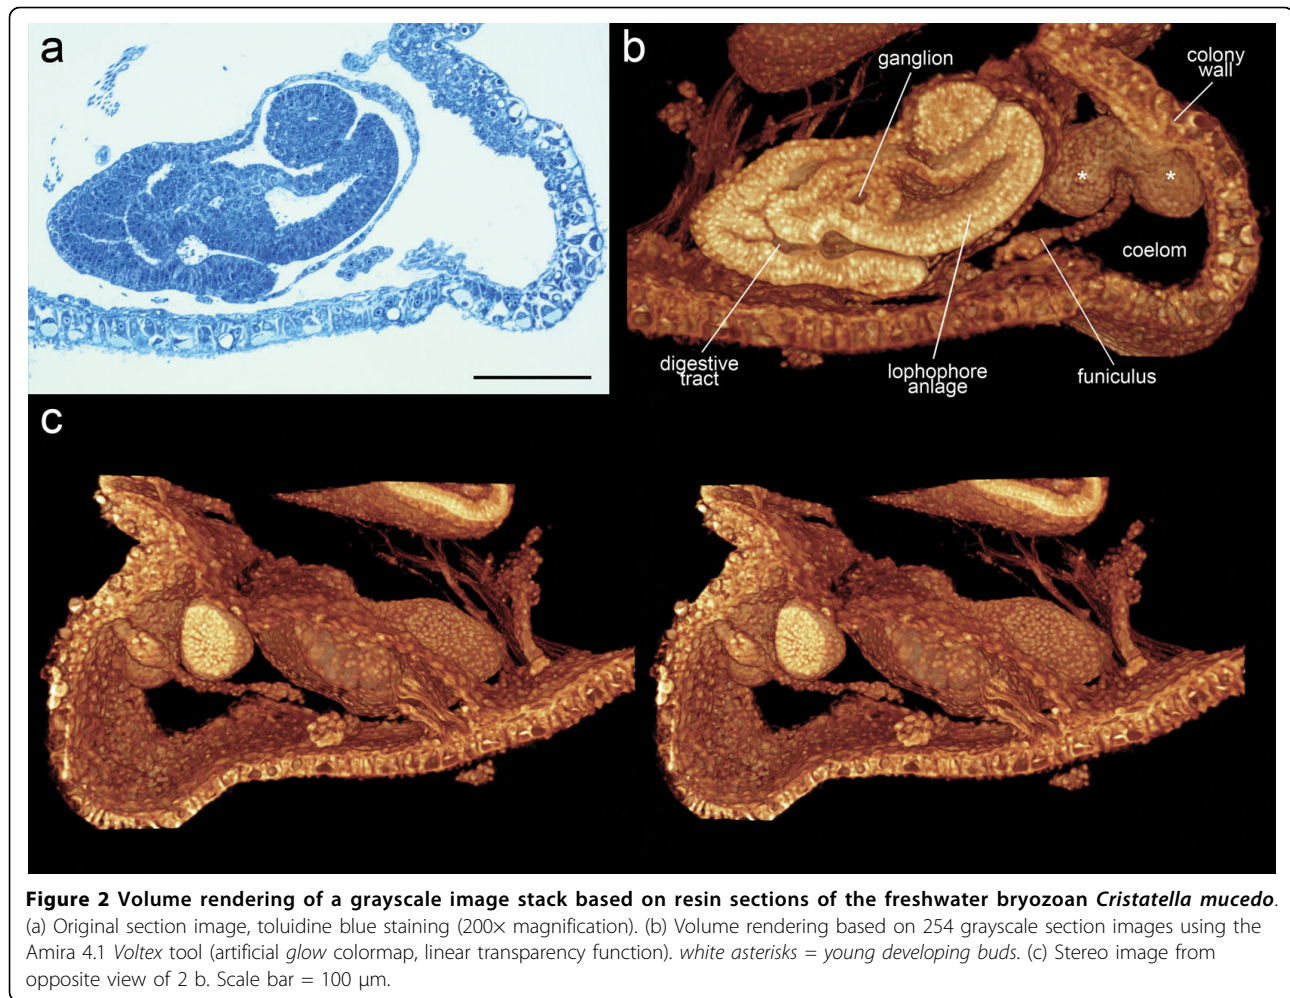 a
b
ganglion
colony
wall
*
*
coelom
digestive
tract
lophophore
anlage
funiculus
c
Figure 2 Volume rendering of a grayscale image stack based on resin sections of the freshwater bryozoan Cristatella mucedo.
(a) Original section image, toluidine blue staining (200× magnification). (b) Volume rendering based on 254 grayscale section images using the
Amira 4.1 Voltex tool (artificial glow colormap, linear transparency function). white asterisks = young developing buds. (c) Stereo image from
opposite view of 2 b. Scale bar = 100 μm.